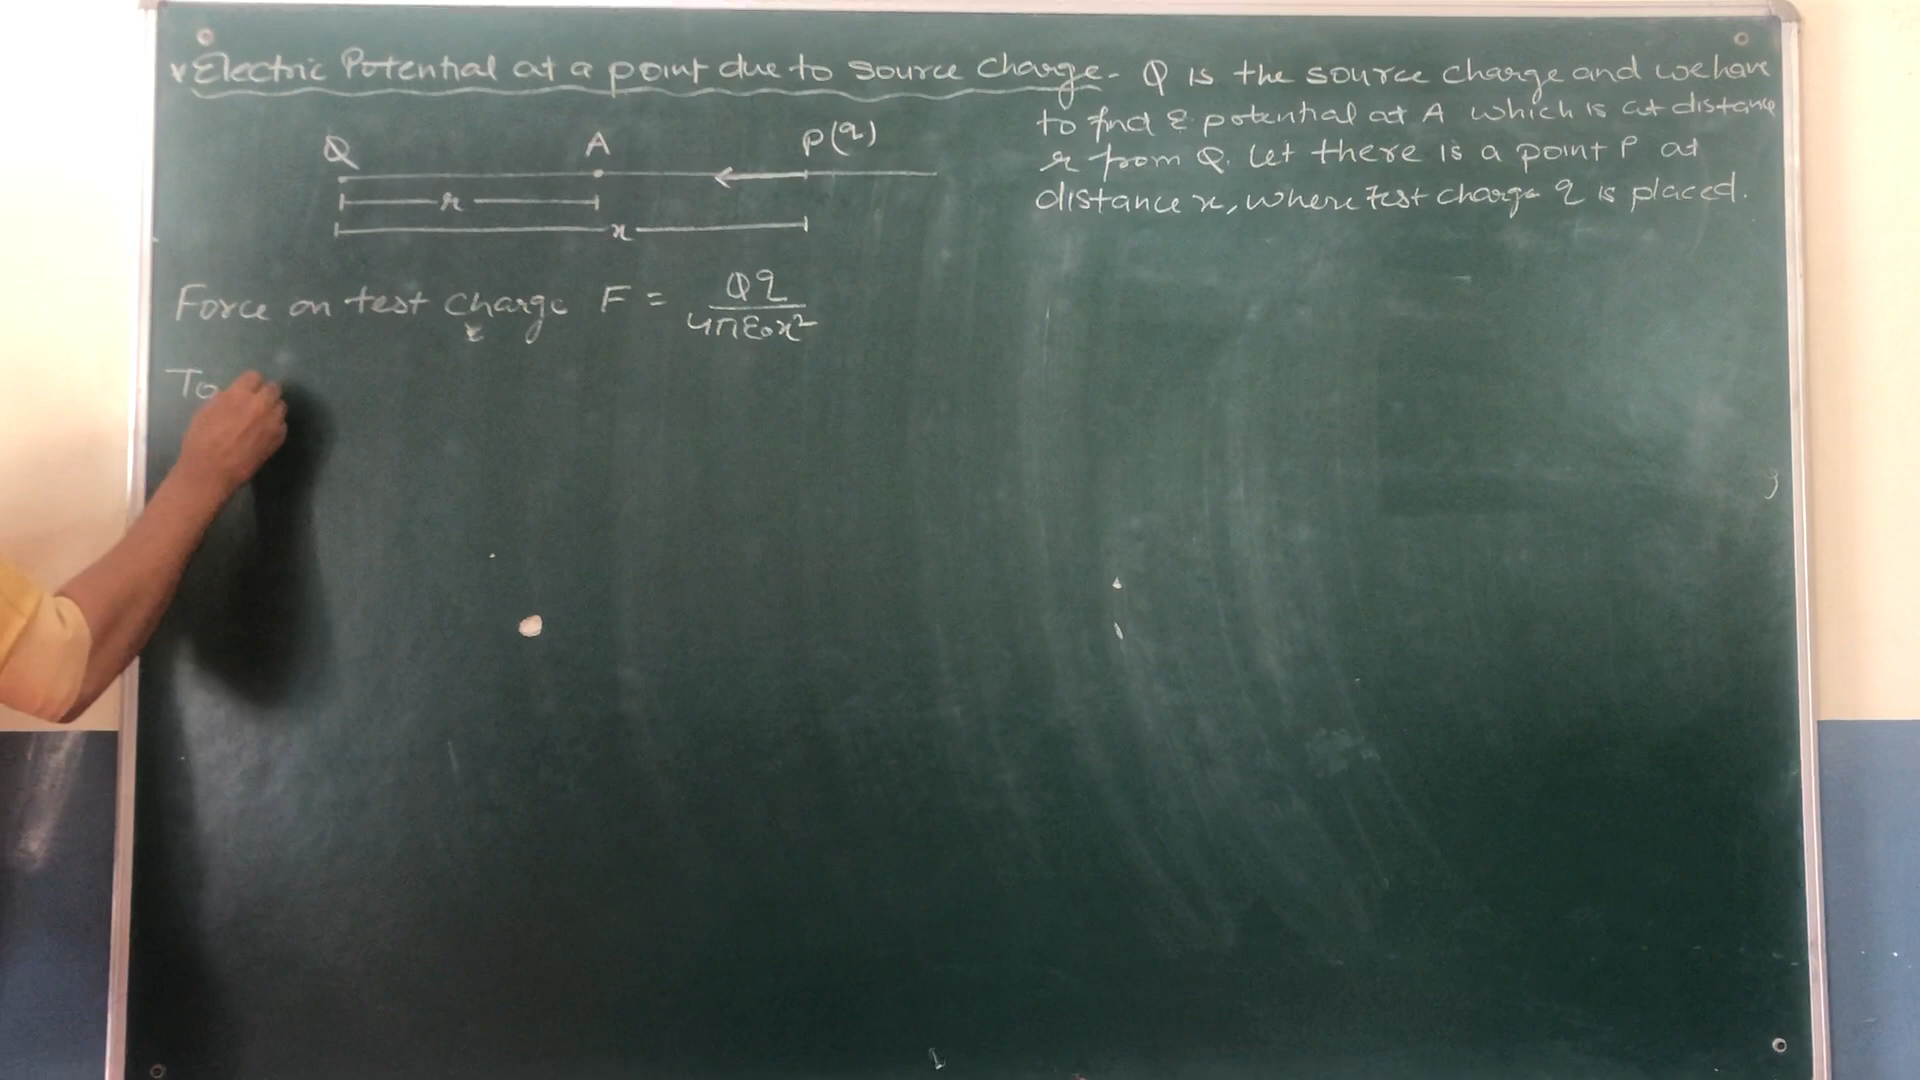 Electric Potential at a point due to source charge - Q is the source charge and we have
to find E potential at A which is at distance
r from Q. Let there is a point P at
distance x, where test charge q is placed.
Q A P(q)
r
x
Force on test charge F = Qq / 4πε₀x²
To